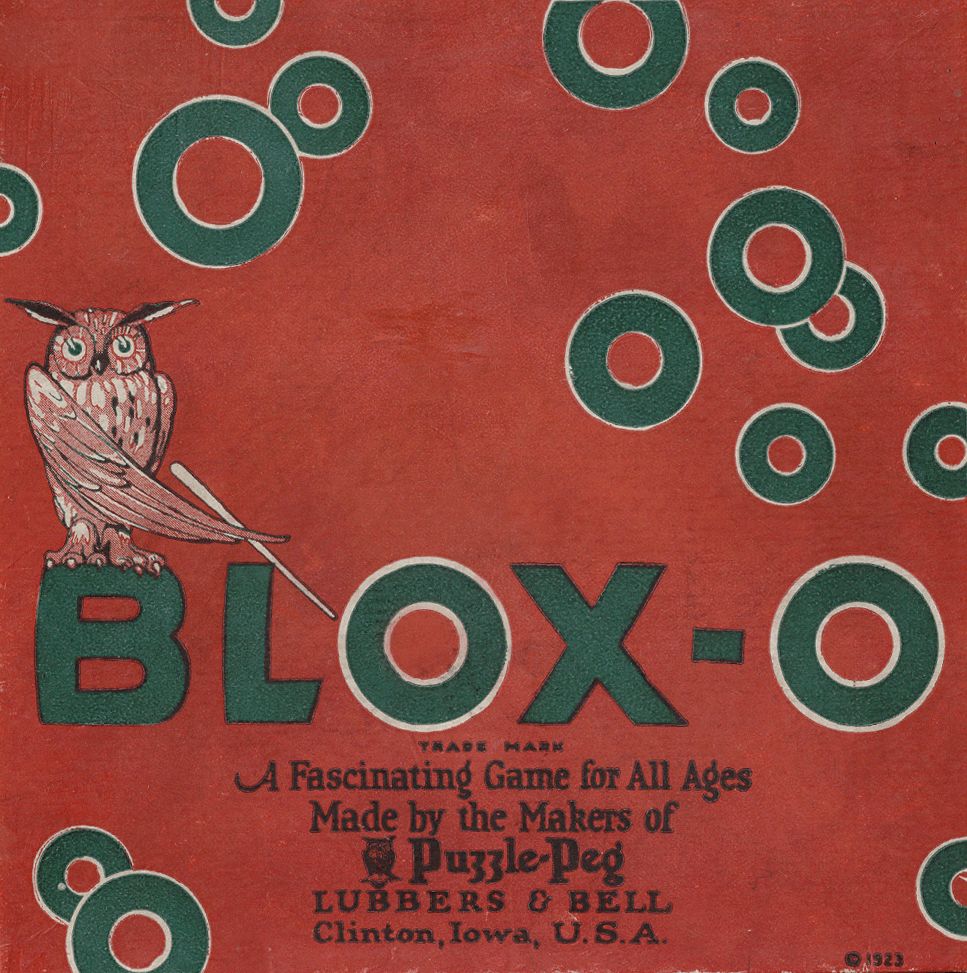 BLOX-O
TRADE MARK
A Fascinating Game for All Ages
Made by the Makers of
Puzzle-Peg
LUBBERS & BELL
Clinton, Iowa, U.S.A.
© 1923